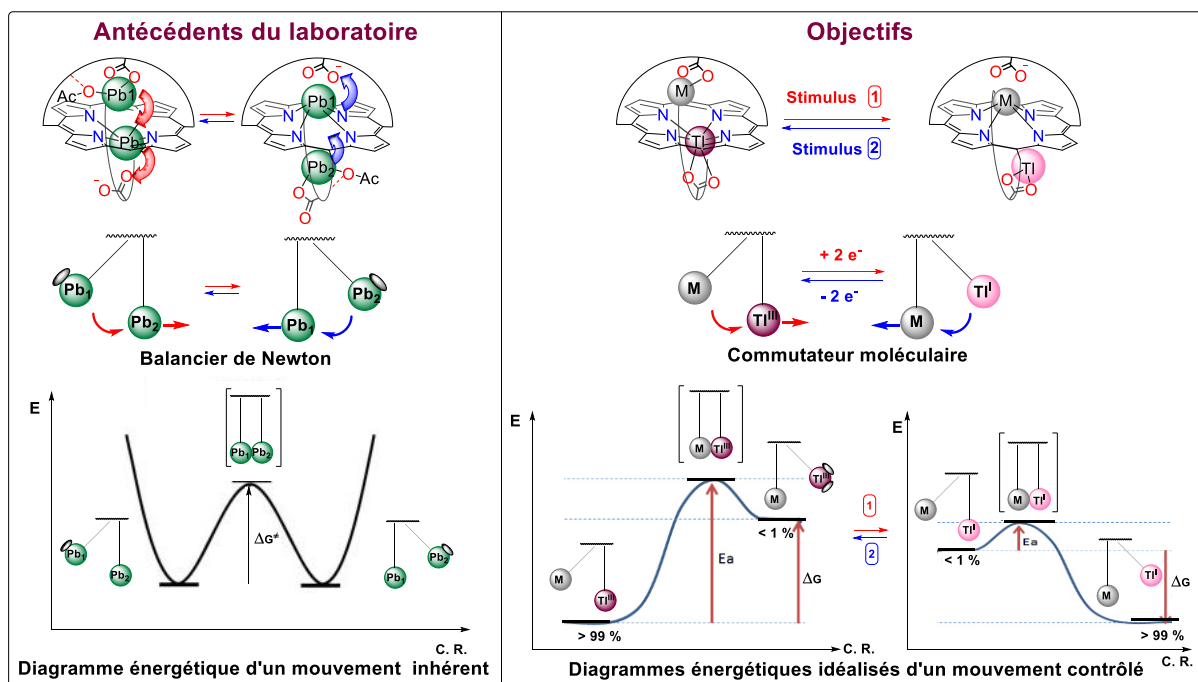 Antécédents du laboratoire
O
O
O
Ac
Pb1
N
N
N
Pb
-
O
O
O
O
-
Pb1
N
N
N
Pb2
O
O
Ac
Pb1
Pb2
Pb1
Pb2
Balancier de Newton
E
Pb1
Pb2
Pb1
Pb2
ΔG≠
Pb1
Pb2
C. R.
Diagramme énergétique d'un mouvement inhérent
Objectifs
O
O
M
N
N
N
Tl
O
O
Stimulus 1
Stimulus 2
O
O
-
M
N
N
N
Tl
O
O
M
TlIII
+ 2 e-
- 2 e-
M
TlI
Commutateur moléculaire
E
M
TlIII
M
TlIII
M
TlIII
< 1 %
Ea
ΔG
> 99 %
C. R.
1
2
E
M
TlI
M
TlI
M
TlI
< 1 %
Ea
ΔG
> 99 %
C. R.
Diagrammes énergétiques idéalisés d'un mouvement contrôlé